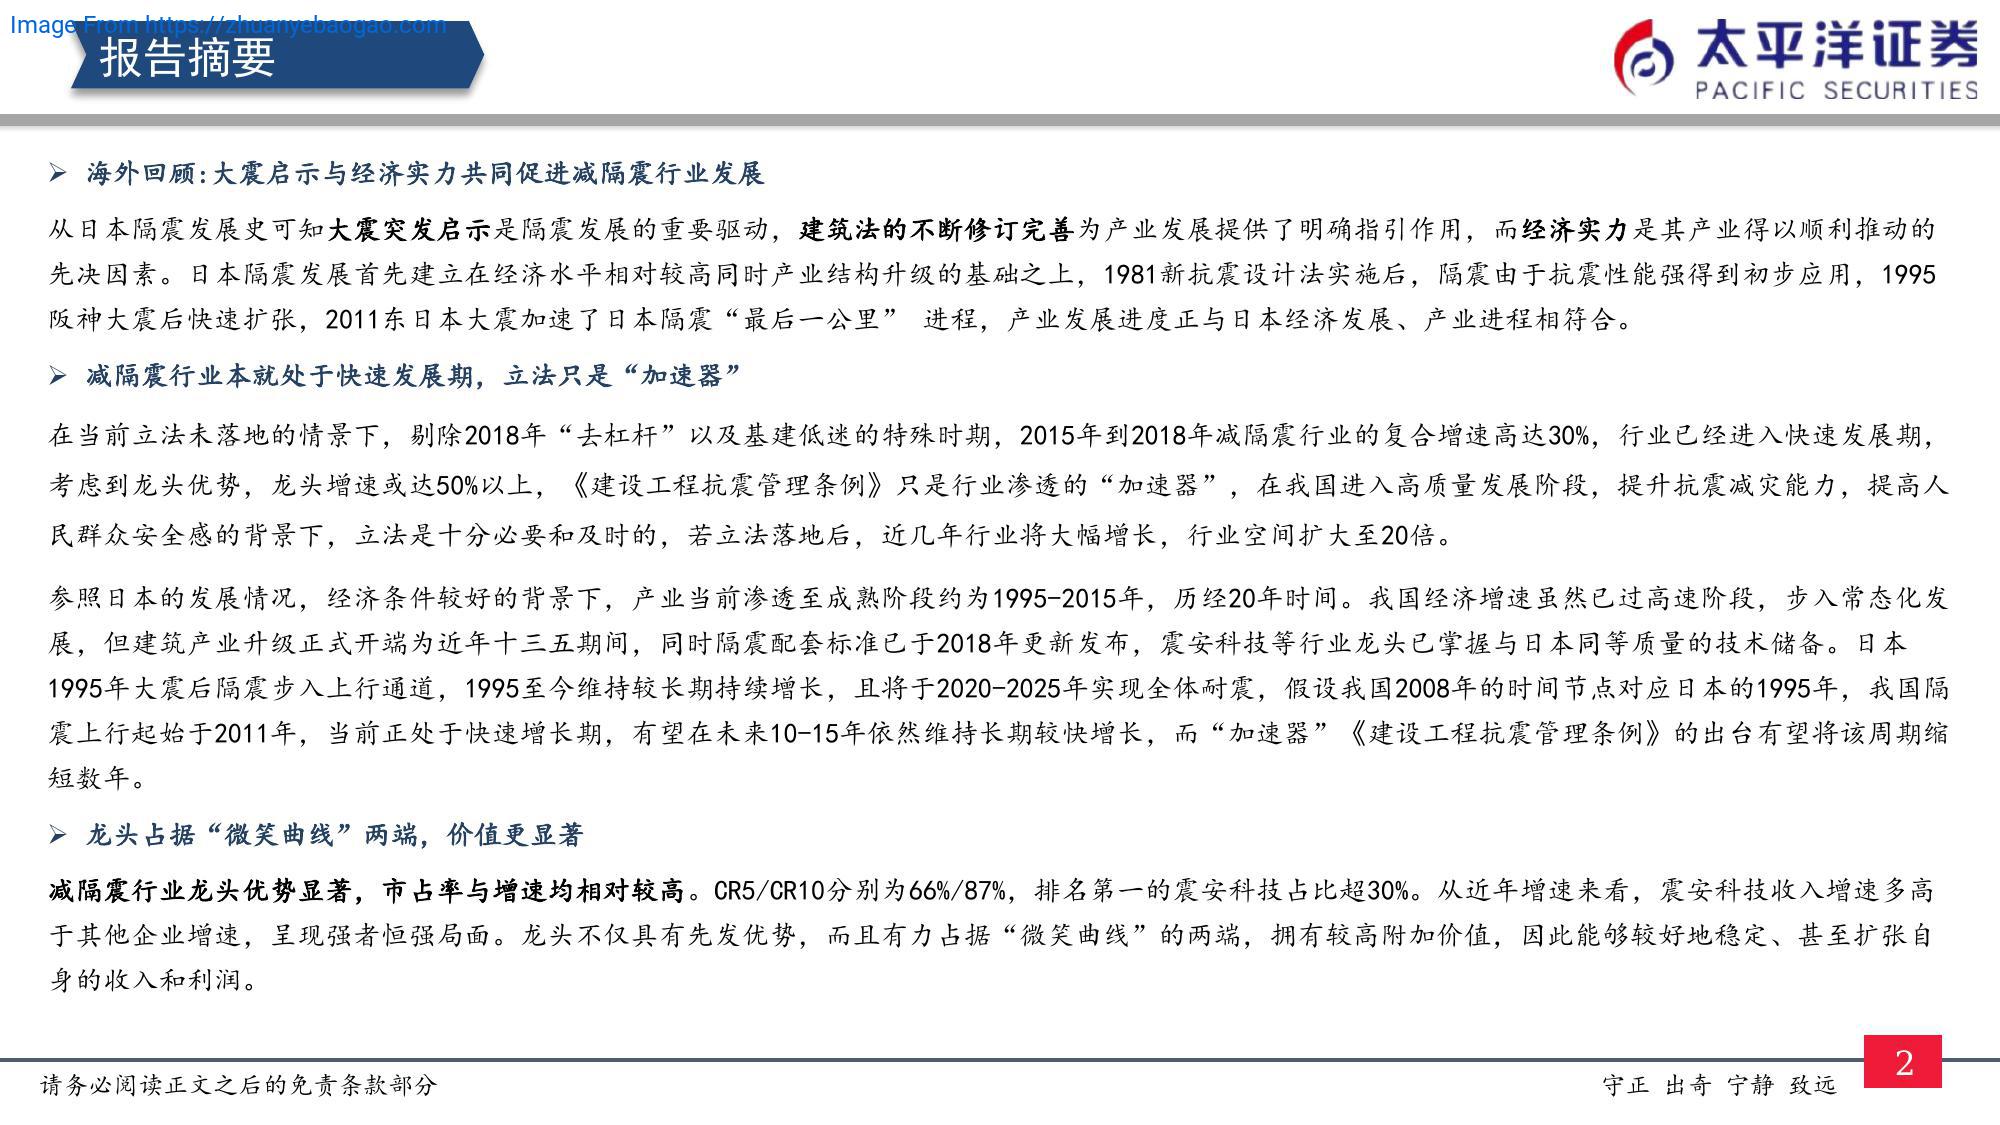 Image From https://zhuanyebaogao.com
报告摘要
太平洋证券
PACIFIC SECURITIES
海外回顾:大震启示与经济实力共同促进减隔震行业发展
从日本隔震发展史可知大震突发启示是隔震发展的重要驱动，建筑法的不断修订完善为产业发展提供了明确指引作用，而经济实力是其产业得以顺利推动的
先决因素。日本隔震发展首先建立在经济水平相对较高同时产业结构升级的基础之上，1981新抗震设计法实施后，隔震由于抗震性能强得到初步应用，1995
阪神大震后快速扩张，2011东日本大震加速了日本隔震“最后一公里” 进程，产业发展进度正与日本经济发展、产业进程相符合。
减隔震行业本就处于快速发展期，立法只是“加速器”
在当前立法未落地的情景下，剔除2018年“去杠杆”以及基建低迷的特殊时期，2015年到2018年减隔震行业的复合增速高达30%，行业已经进入快速发展期，
考虑到龙头优势，龙头增速或达50%以上，《建设工程抗震管理条例》只是行业渗透的“加速器”，在我国进入高质量发展阶段，提升抗震减灾能力，提高人
民群众安全感的背景下，立法是十分必要和及时的，若立法落地后，近几年行业将大幅增长，行业空间扩大至20倍。
参照日本的发展情况，经济条件较好的背景下，产业当前渗透至成熟阶段约为1995-2015年，历经20年时间。我国经济增速虽然已过高速阶段，步入常态化发
展，但建筑产业升级正式开端为近年十三五期间，同时隔震配套标准已于2018年更新发布，震安科技等行业龙头已掌握与日本同等质量的技术储备。日本
1995年大震后隔震步入上行通道，1995至今维持较长期持续增长，且将于2020-2025年实现全体耐震，假设我国2008年的时间节点对应日本的1995年，我国隔
震上行起始于2011年，当前正处于快速增长期，有望在未来10-15年依然维持长期较快增长，而“加速器”《建设工程抗震管理条例》的出台有望将该周期缩
短数年。
龙头占据“微笑曲线”两端，价值更显著
减隔震行业龙头优势显著，市占率与增速均相对较高。CR5/CR10分别为66%/87%，排名第一的震安科技占比超30%。从近年增速来看，震安科技收入增速多高
于其他企业增速，呈现强者恒强局面。龙头不仅具有先发优势，而且有力占据“微笑曲线”的两端，拥有较高附加价值，因此能够较好地稳定、甚至扩张自
身的收入和利润。
请务必阅读正文之后的免责条款部分
守正 出奇 宁静 致远
2